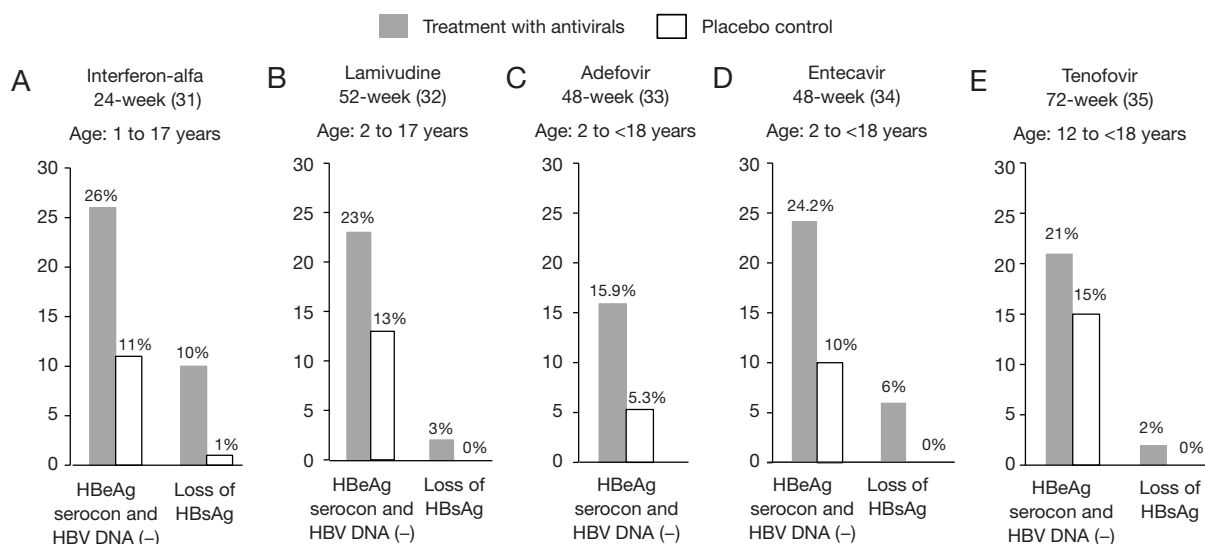 Treatment with antivirals
Placebo control
A
Interferon-alfa
24-week (31)
Age: 1 to 17 years
30
25
20
15
10
5
0
26%
11%
10%
1%
HBeAg
serocon and
HBV DNA (–)
Loss of
HBsAg
B
Lamivudine
52-week (32)
Age: 2 to 17 years
30
25
20
15
10
5
0
23%
13%
3%
0%
HBeAg
serocon and
HBV DNA (–)
Loss of
HBsAg
C
Adefovir
48-week (33)
Age: 2 to <18 years
30
25
20
15
10
5
0
15.9%
5.3%
HBeAg
serocon and
HBV DNA (–)
D
Entecavir
48-week (34)
Age: 2 to <18 years
30
25
20
15
10
5
0
24.2%
10%
6%
0%
HBeAg
serocon and
HBV DNA (–)
Loss of
HBsAg
E
Tenofovir
72-week (35)
Age: 12 to <18 years
30
25
20
15
10
5
0
21%
15%
2%
0%
HBeAg
serocon and
HBV DNA (–)
Loss of
HBsAg